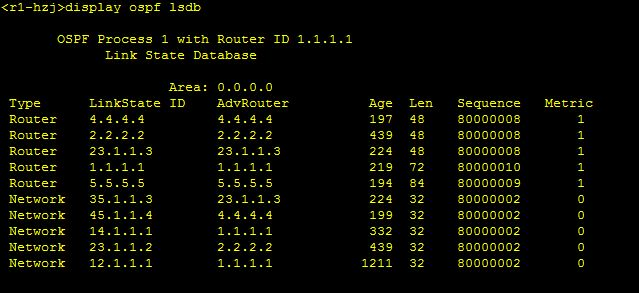 <r1-hzj>display ospf lsdb
OSPF Process 1 with Router ID 1.1.1.1
Link State Database
Area: 0.0.0.0
Type LinkState ID AdvRouter Age Len Sequence Metric
Router 4.4.4.4 4.4.4.4 197 48 80000008 1
Router 2.2.2.2 2.2.2.2 439 48 80000008 1
Router 23.1.1.3 23.1.1.3 224 48 80000008 1
Router 1.1.1.1 1.1.1.1 219 72 80000010 1
Router 5.5.5.5 5.5.5.5 194 84 80000009 1
Network 35.1.1.3 23.1.1.3 224 32 80000002 0
Network 45.1.1.4 4.4.4.4 199 32 80000002 0
Network 14.1.1.1 1.1.1.1 332 32 80000002 0
Network 23.1.1.2 2.2.2.2 439 32 80000002 0
Network 12.1.1.1 1.1.1.1 1211 32 80000002 0